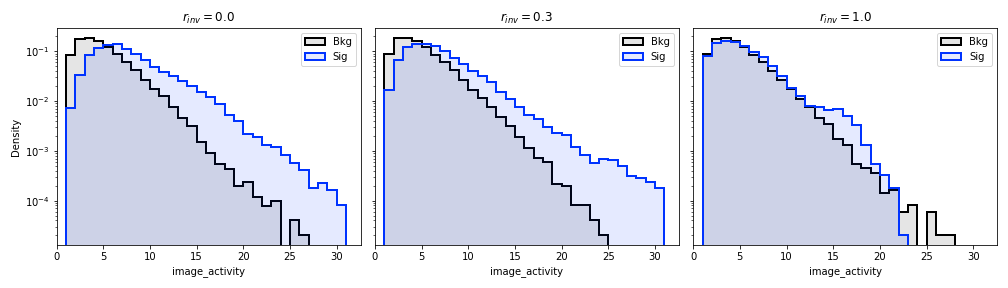 r_inv = 0.0
Density
10⁻¹
10⁻²
10⁻³
10⁻⁴
Bkg
Sig
0 5 10 15 20 25 30
image_activity
r_inv = 0.3
Bkg
Sig
0 5 10 15 20 25 30
image_activity
r_inv = 1.0
Bkg
Sig
0 5 10 15 20 25 30
image_activity